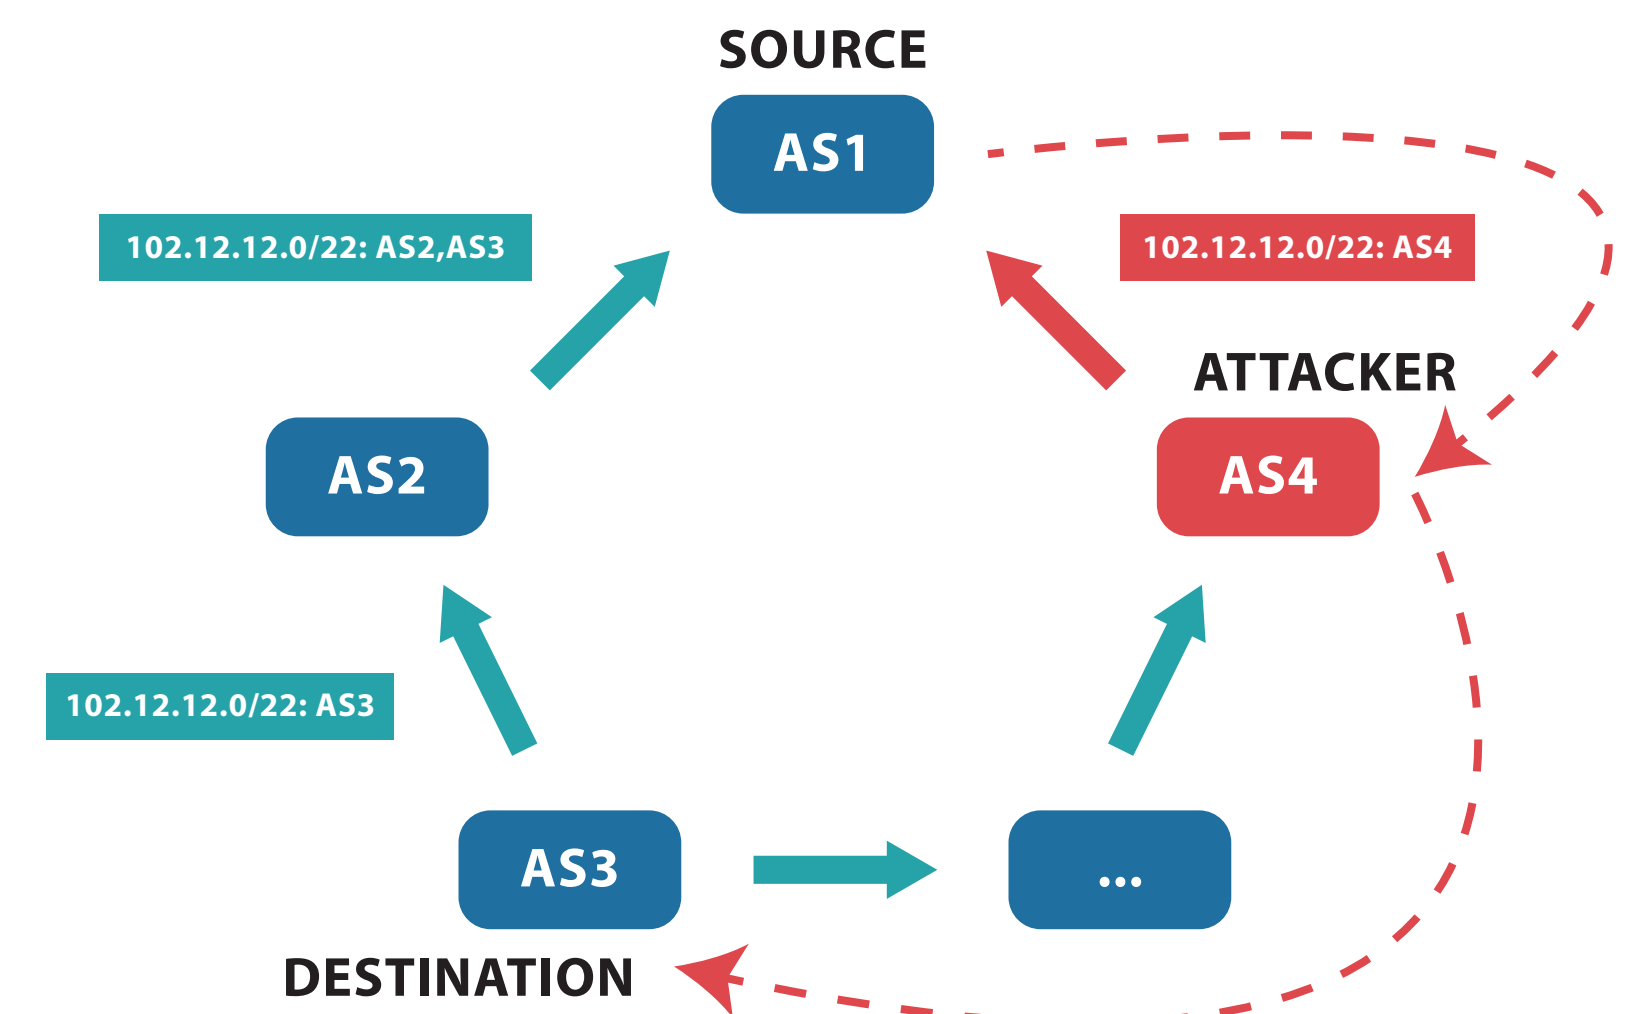 SOURCE
AS1
102.12.12.0/22: AS2,AS3
102.12.12.0/22: AS4
ATTACKER
AS2
AS4
102.12.12.0/22: AS3
AS3
...
DESTINATION